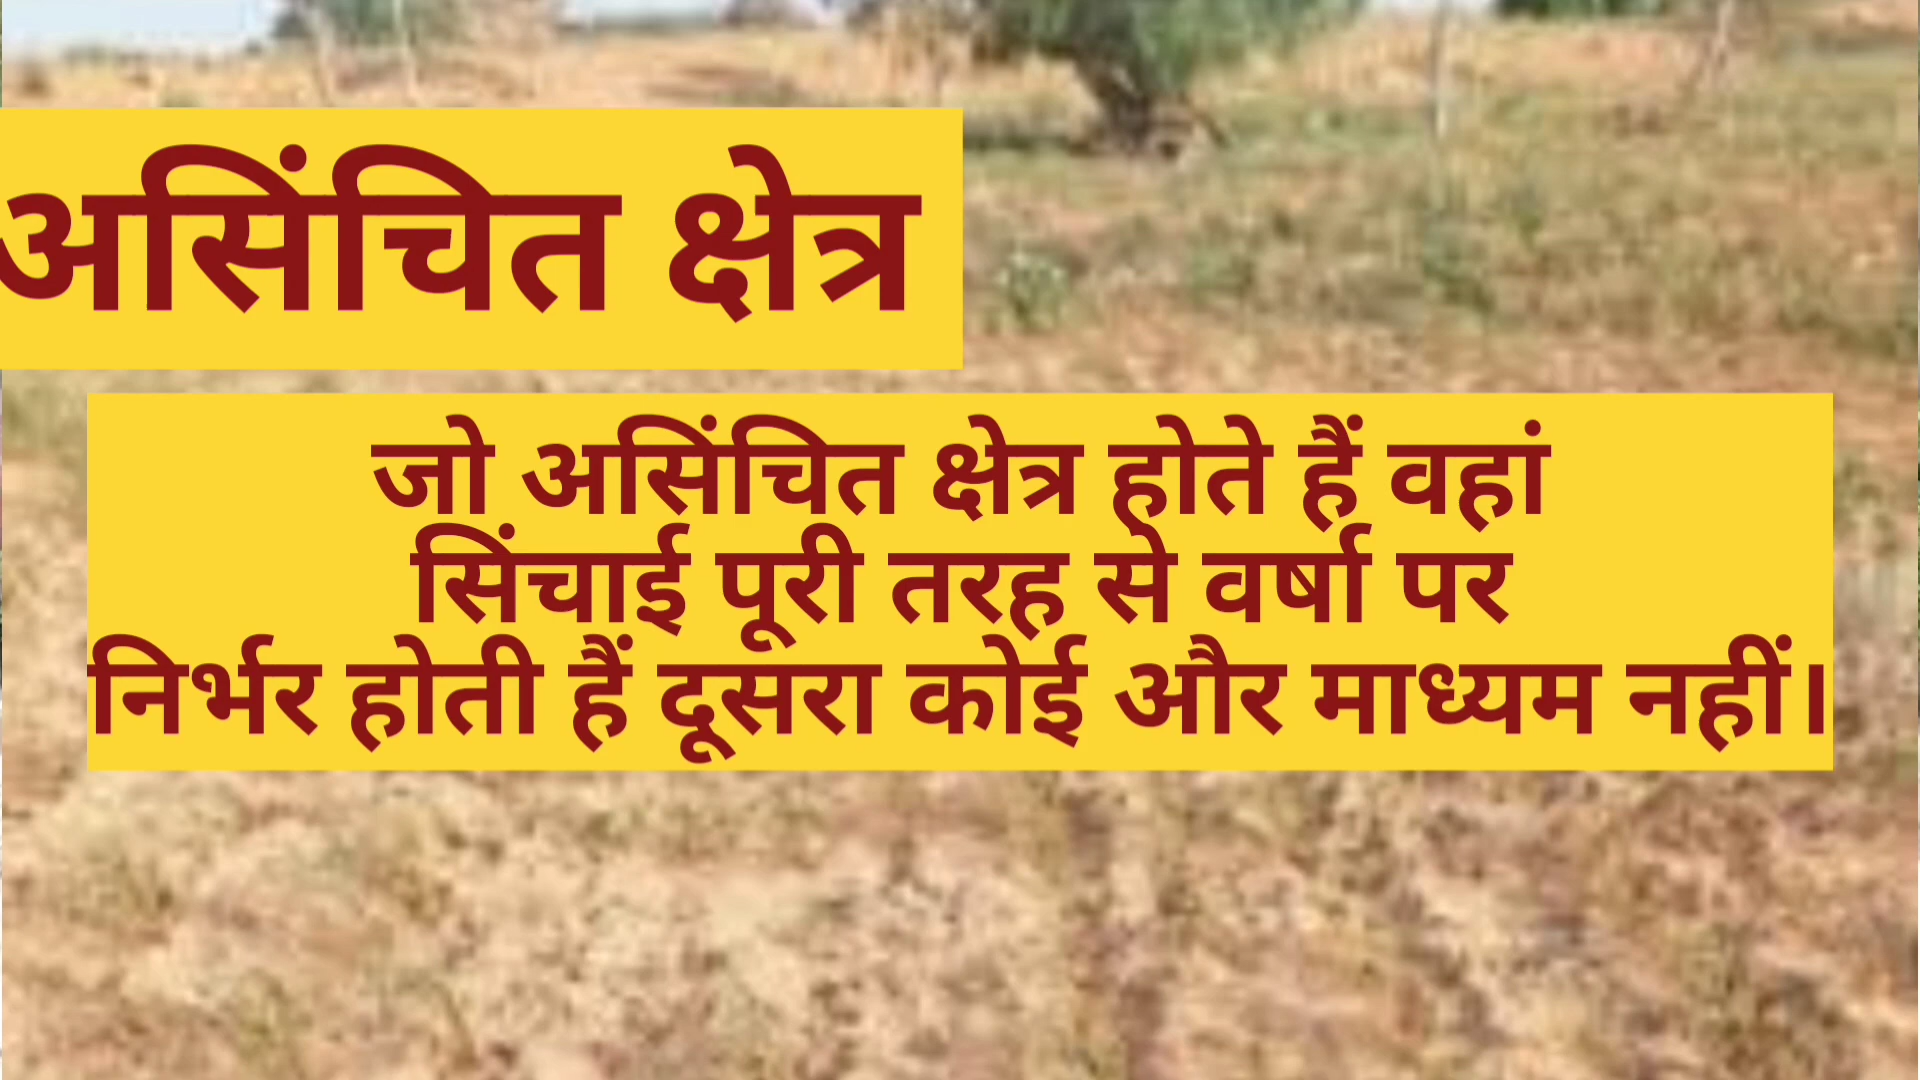 असिंचित क्षेत्र
जो असिंचित क्षेत्र होते हैं वहां
सिंचाई पूरी तरह से वर्षा पर
निर्भर होती हैं दूसरा कोई और माध्यम नहीं।